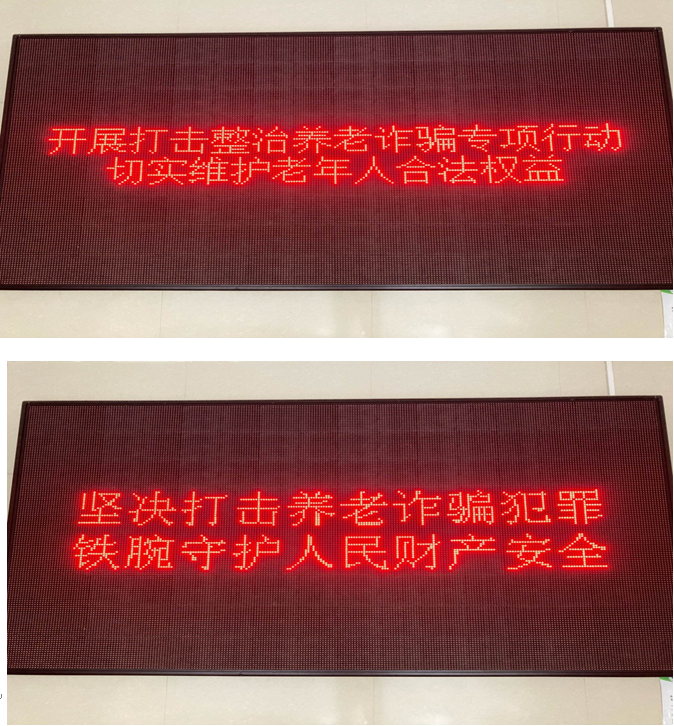 开展打击整治养老诈骗专项行动
切实维护老年人合法权益
坚决打击养老诈骗犯罪
铁腕守护人民财产安全